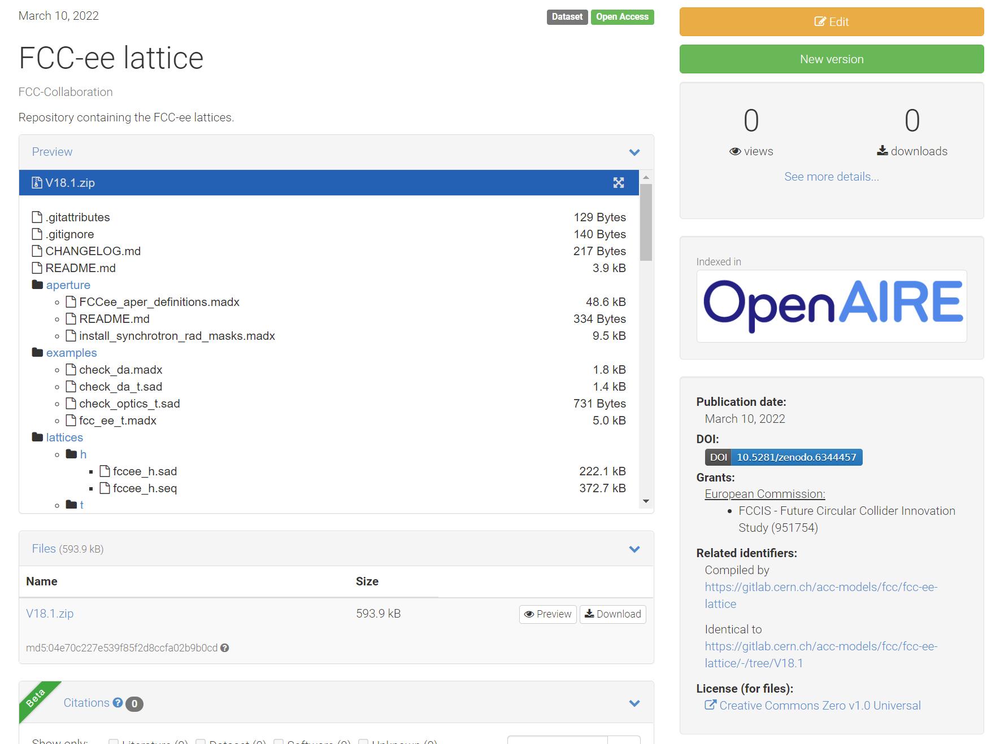 March 10, 2022
Dataset
Open Access
FCC-ee lattice
FCC-Collaboration
Repository containing the FCC-ee lattices.
Preview
V18.1.zip
.gitattributes 129 Bytes
.gitignore 140 Bytes
CHANGELOG.md 217 Bytes
README.md 3.9 kB
aperture
FCCee_aper_definitions.madx 48.6 kB
README.md 334 Bytes
install_synchrotron_rad_masks.madx 9.5 kB
examples
check_da.madx 1.8 kB
check_da_t.sad 1.4 kB
check_optics_t.sad 731 Bytes
fcc_ee_t.madx 5.0 kB
lattices
h
fccee_h.sad 222.1 kB
fccee_h.seq 372.7 kB
t
Files (593.9 kB)
Name Size
V18.1.zip 593.9 kB Preview Download
md5:04e70c227e539f85f2d8ccfa02b9b0cd
Beta
Citations 0
Show only: Literature (0) Dataset (0) Software (0) Unknown (0)
Edit
New version
0 0
views downloads
See more details...
Indexed in
OpenAIRE
Publication date:
March 10, 2022
DOI:
DOI 10.5281/zenodo.6344457
Grants:
European Commission:
FCCIS - Future Circular Collider Innovation
Study (951754)
Related identifiers:
Compiled by
https://gitlab.cern.ch/acc-models/fcc/fcc-ee-
lattice
Identical to
https://gitlab.cern.ch/acc-models/fcc/fcc-ee-
lattice/-/tree/V18.1
License (for files):
Creative Commons Zero v1.0 Universal